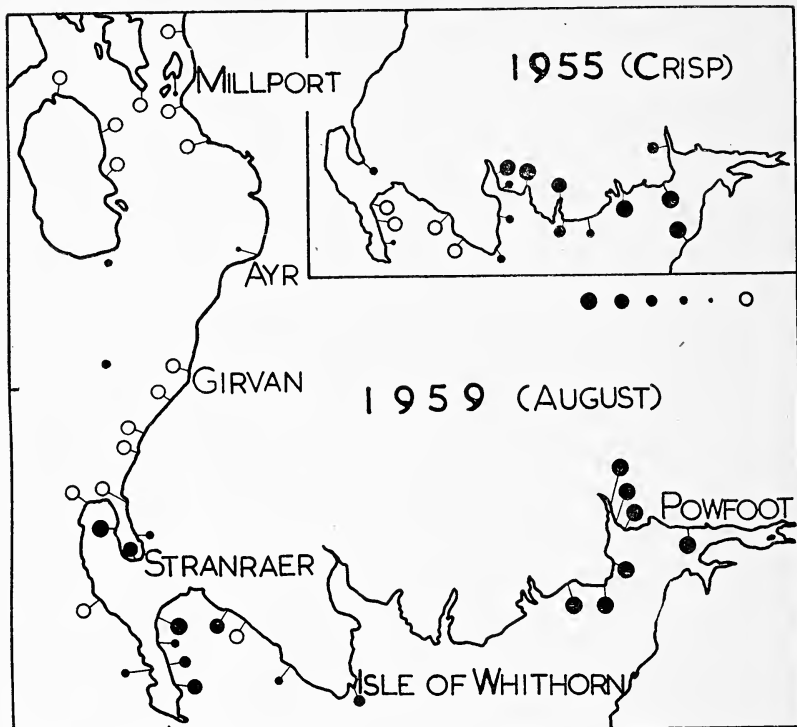 MILLPORT
1955 (CRISP)
AYR
GIRVAN
1959 (AUGUST)
POWFOOT
STRANRAER
ISLE OF WHITHORN